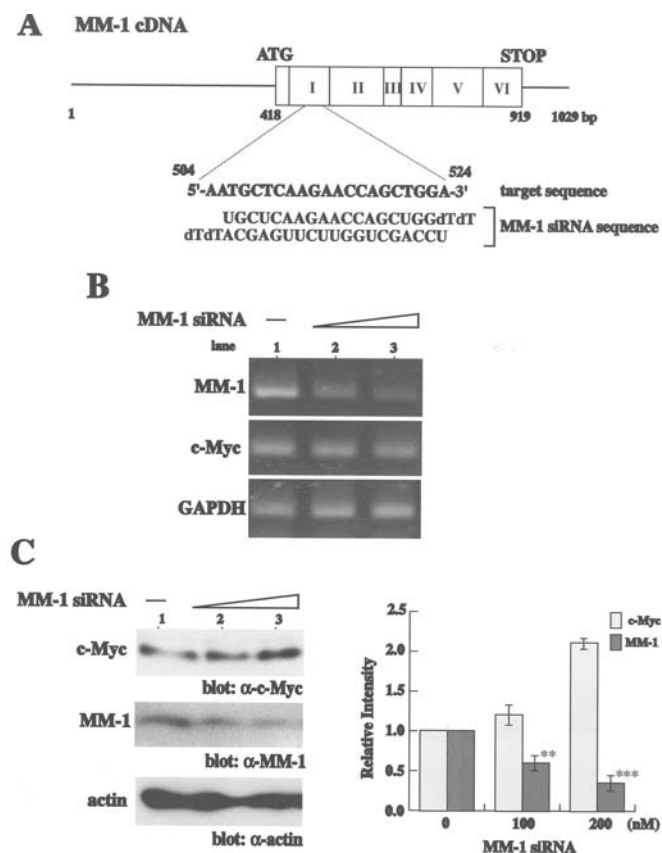 A MM-1 cDNA
ATG STOP
I II III IV V VI
1 418 919 1029 bp
504 524
5'-AATGCTCAAGAACCAGCTGGA-3' target sequence
UGCUCAAGAACCAGCUGGdTdT
MM-1 siRNA sequence
dTdTACGAGUUCUUGGUCGACCU
B
MM-1 siRNA —
lane 1 2 3
MM-1
c-Myc
GAPDH
C
MM-1 siRNA —
1 2 3
c-Myc
blot: α-c-Myc
MM-1
blot: α-MM-1
actin
blot: α-actin
c-Myc
MM-1
Relative Intensity
2.5
2.0
1.5
1.0
0.5
0.0
**
***
0 100 200 (nM)
MM-1 siRNA